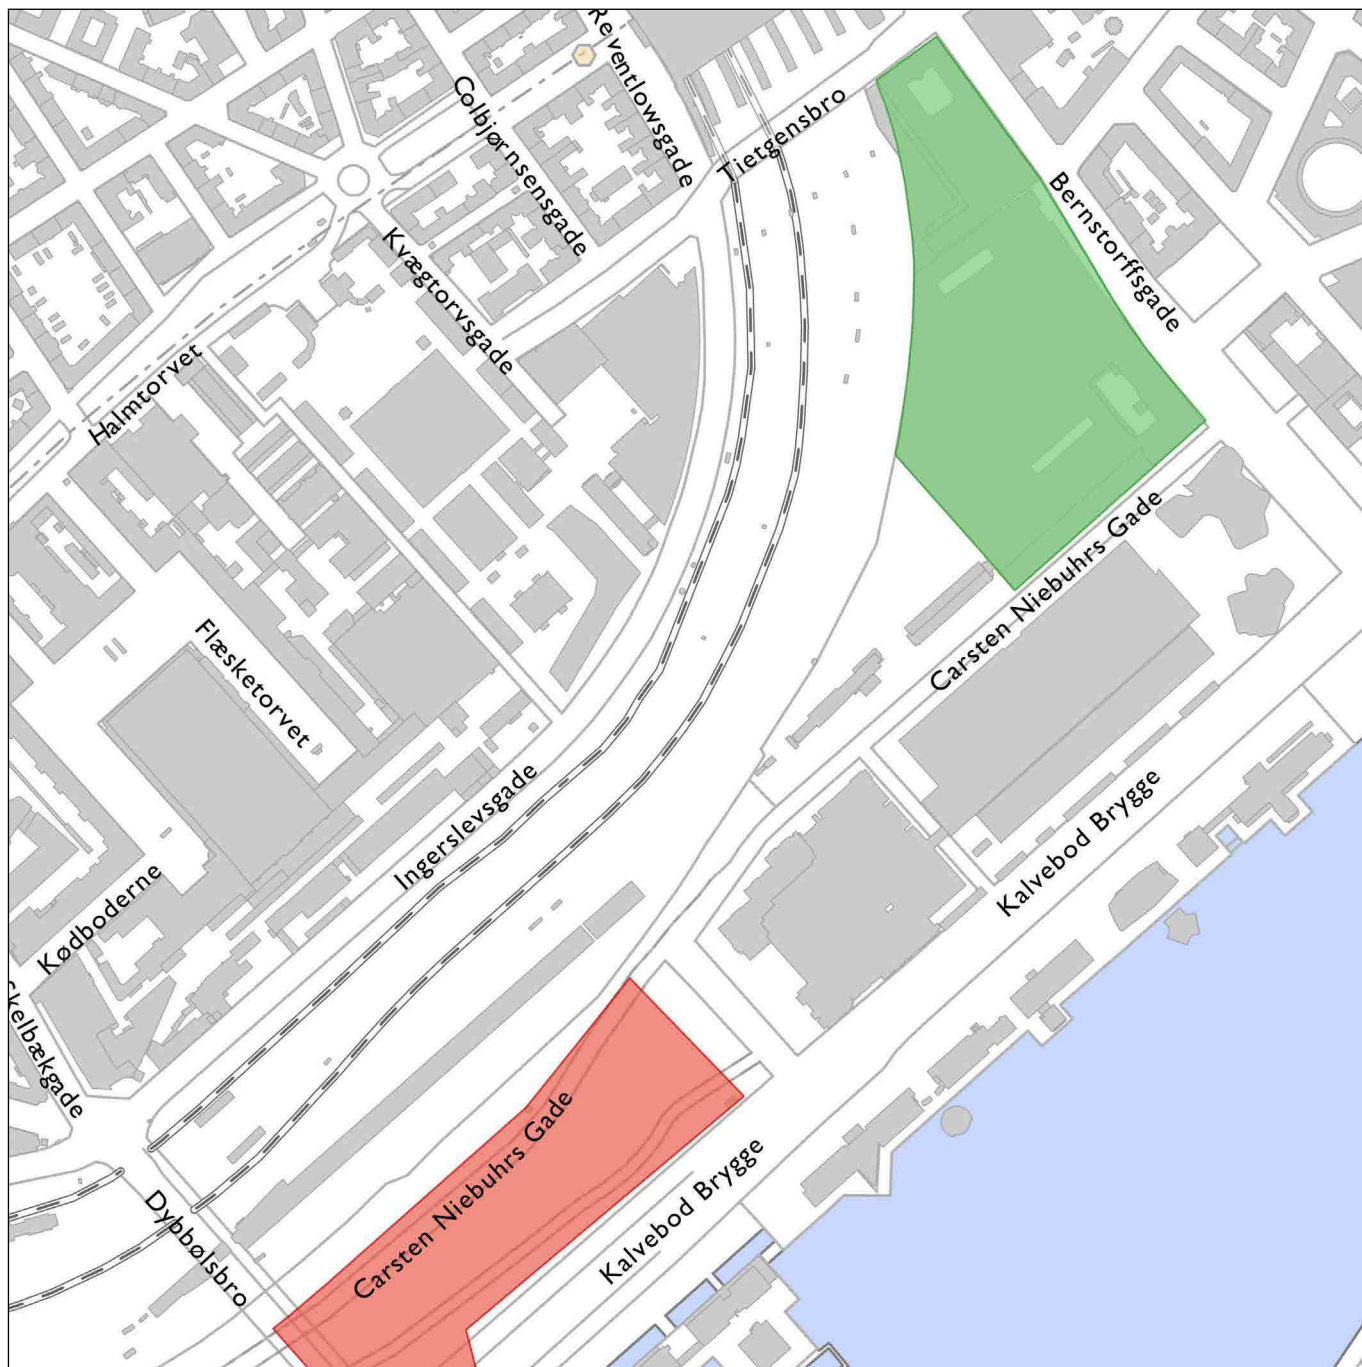 Reventlowsgade
Colbjørnsensgade
Tietgensbro
Bernstorffsgade
Kvægtorvsgade
Halmtorvet
Carsten Niebuhrs Gade
Flæsketorvet
Ingerslevsgade
Kalvebod Brygge
Kødboderne
Skelbækgade
Carsten Niebuhrs Gade
Kalvebod Brygge
Dybbølsbro